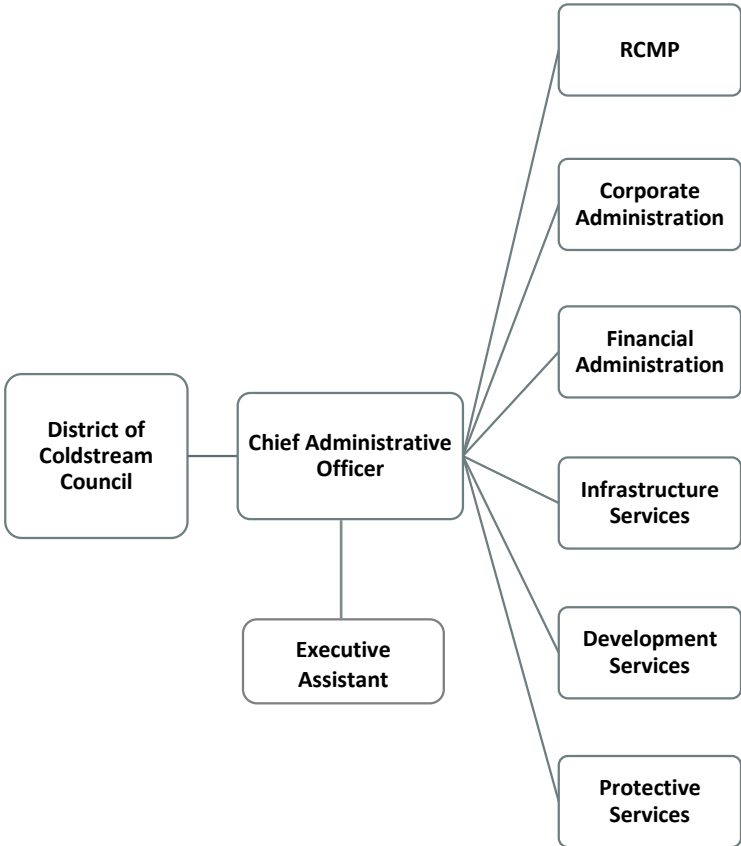 RCMP
Corporate
Administration
Financial
Administration
District of
Coldstream
Council
Chief Administrative
Officer
Infrastructure
Services
Executive
Assistant
Development
Services
Protective
Services